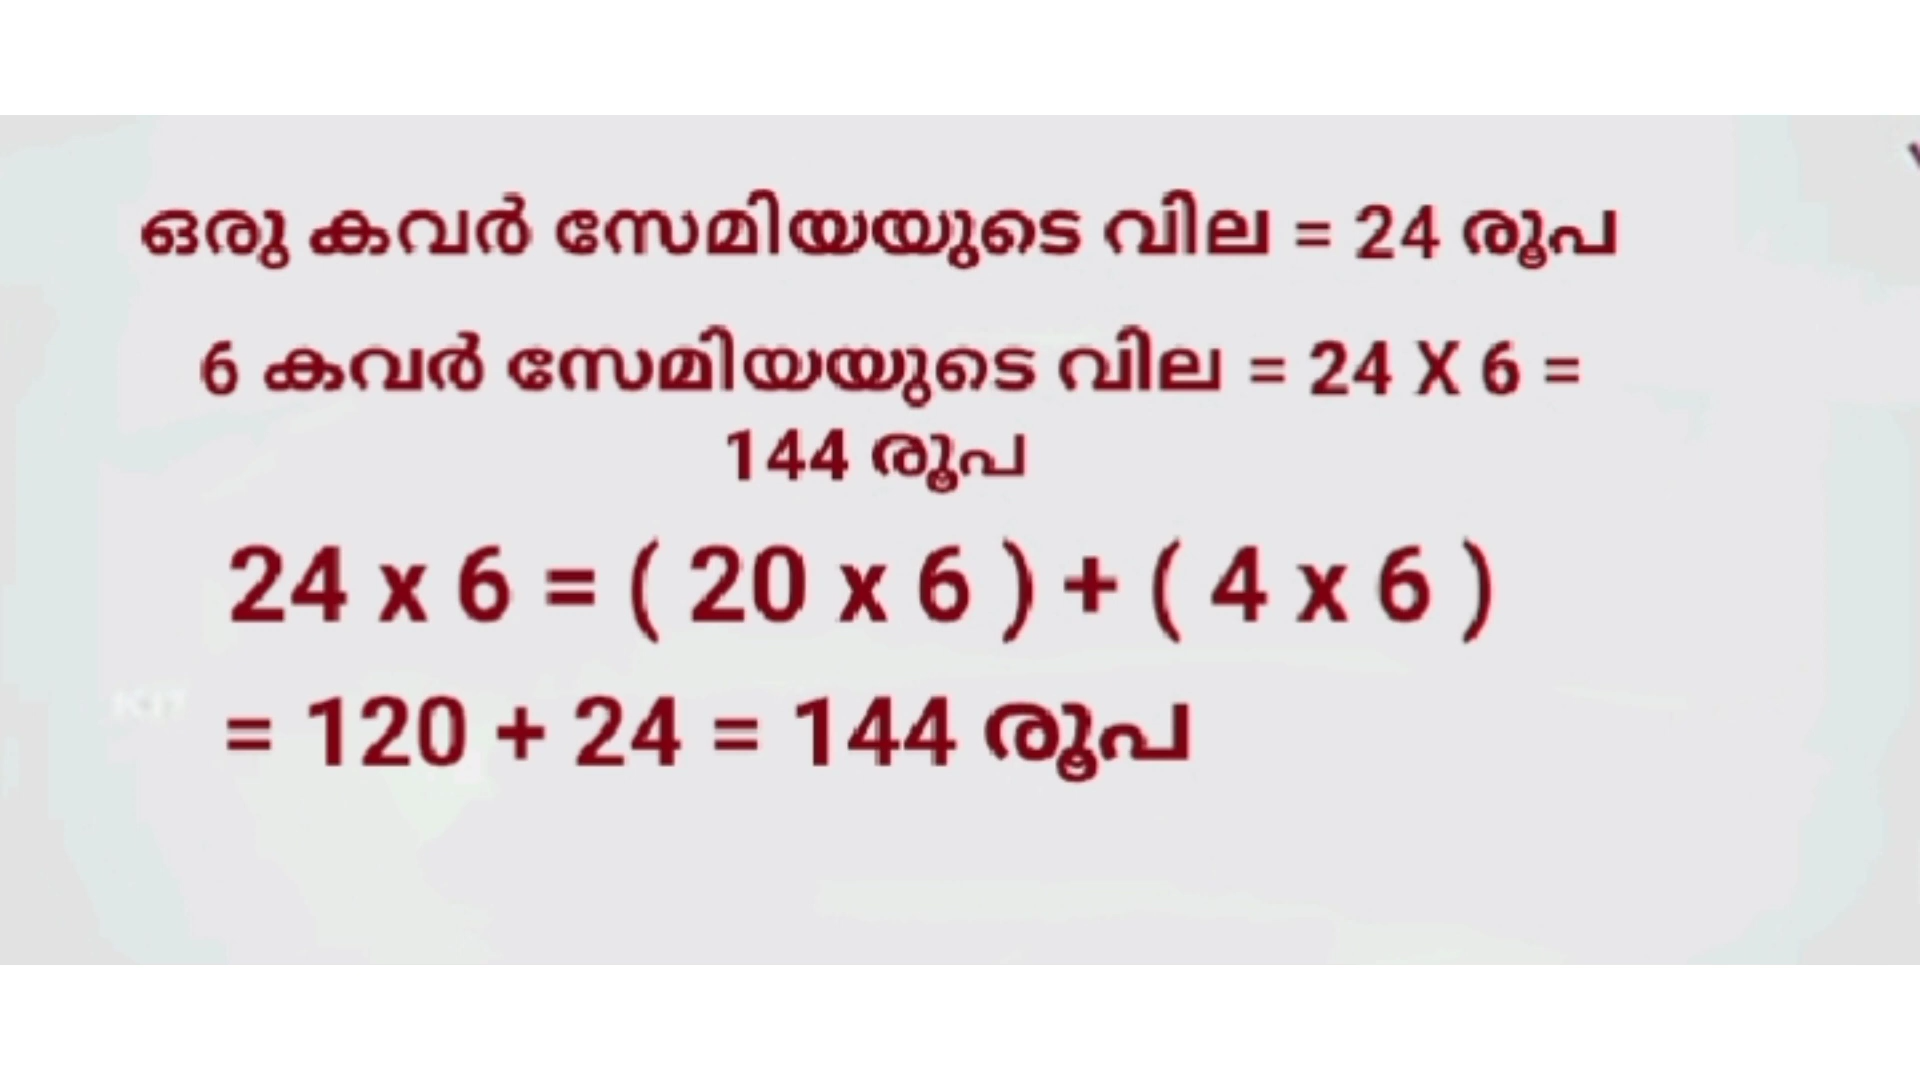 ഒരു കവർ സേമിയയുടെ വില = 24 രൂപ
6 കവർ സേമിയയുടെ വില = 24 X 6 =
144 രൂപ
24 x 6 = ( 20 x 6 ) + ( 4 x 6 )
= 120 + 24 = 144 രൂപ